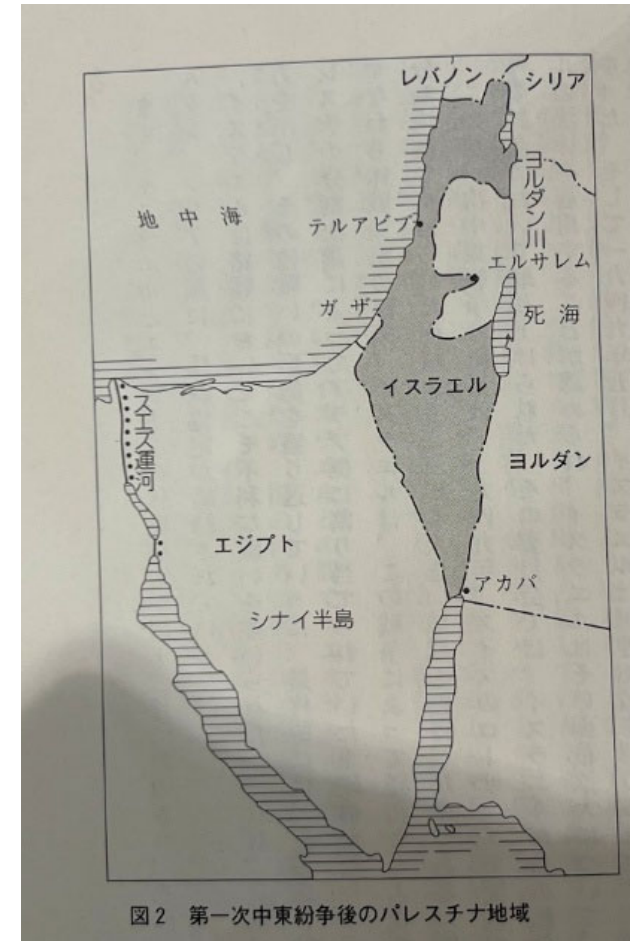 レバノン
シリア
ヨルダン川
地中海
テルアビブ
エルサレム
ガザ
死海
イスラエル
スエズ運河
ヨルダン
エジプト
アカバ
シナイ半島
図2 第一次中東紛争後のパレスチナ地域